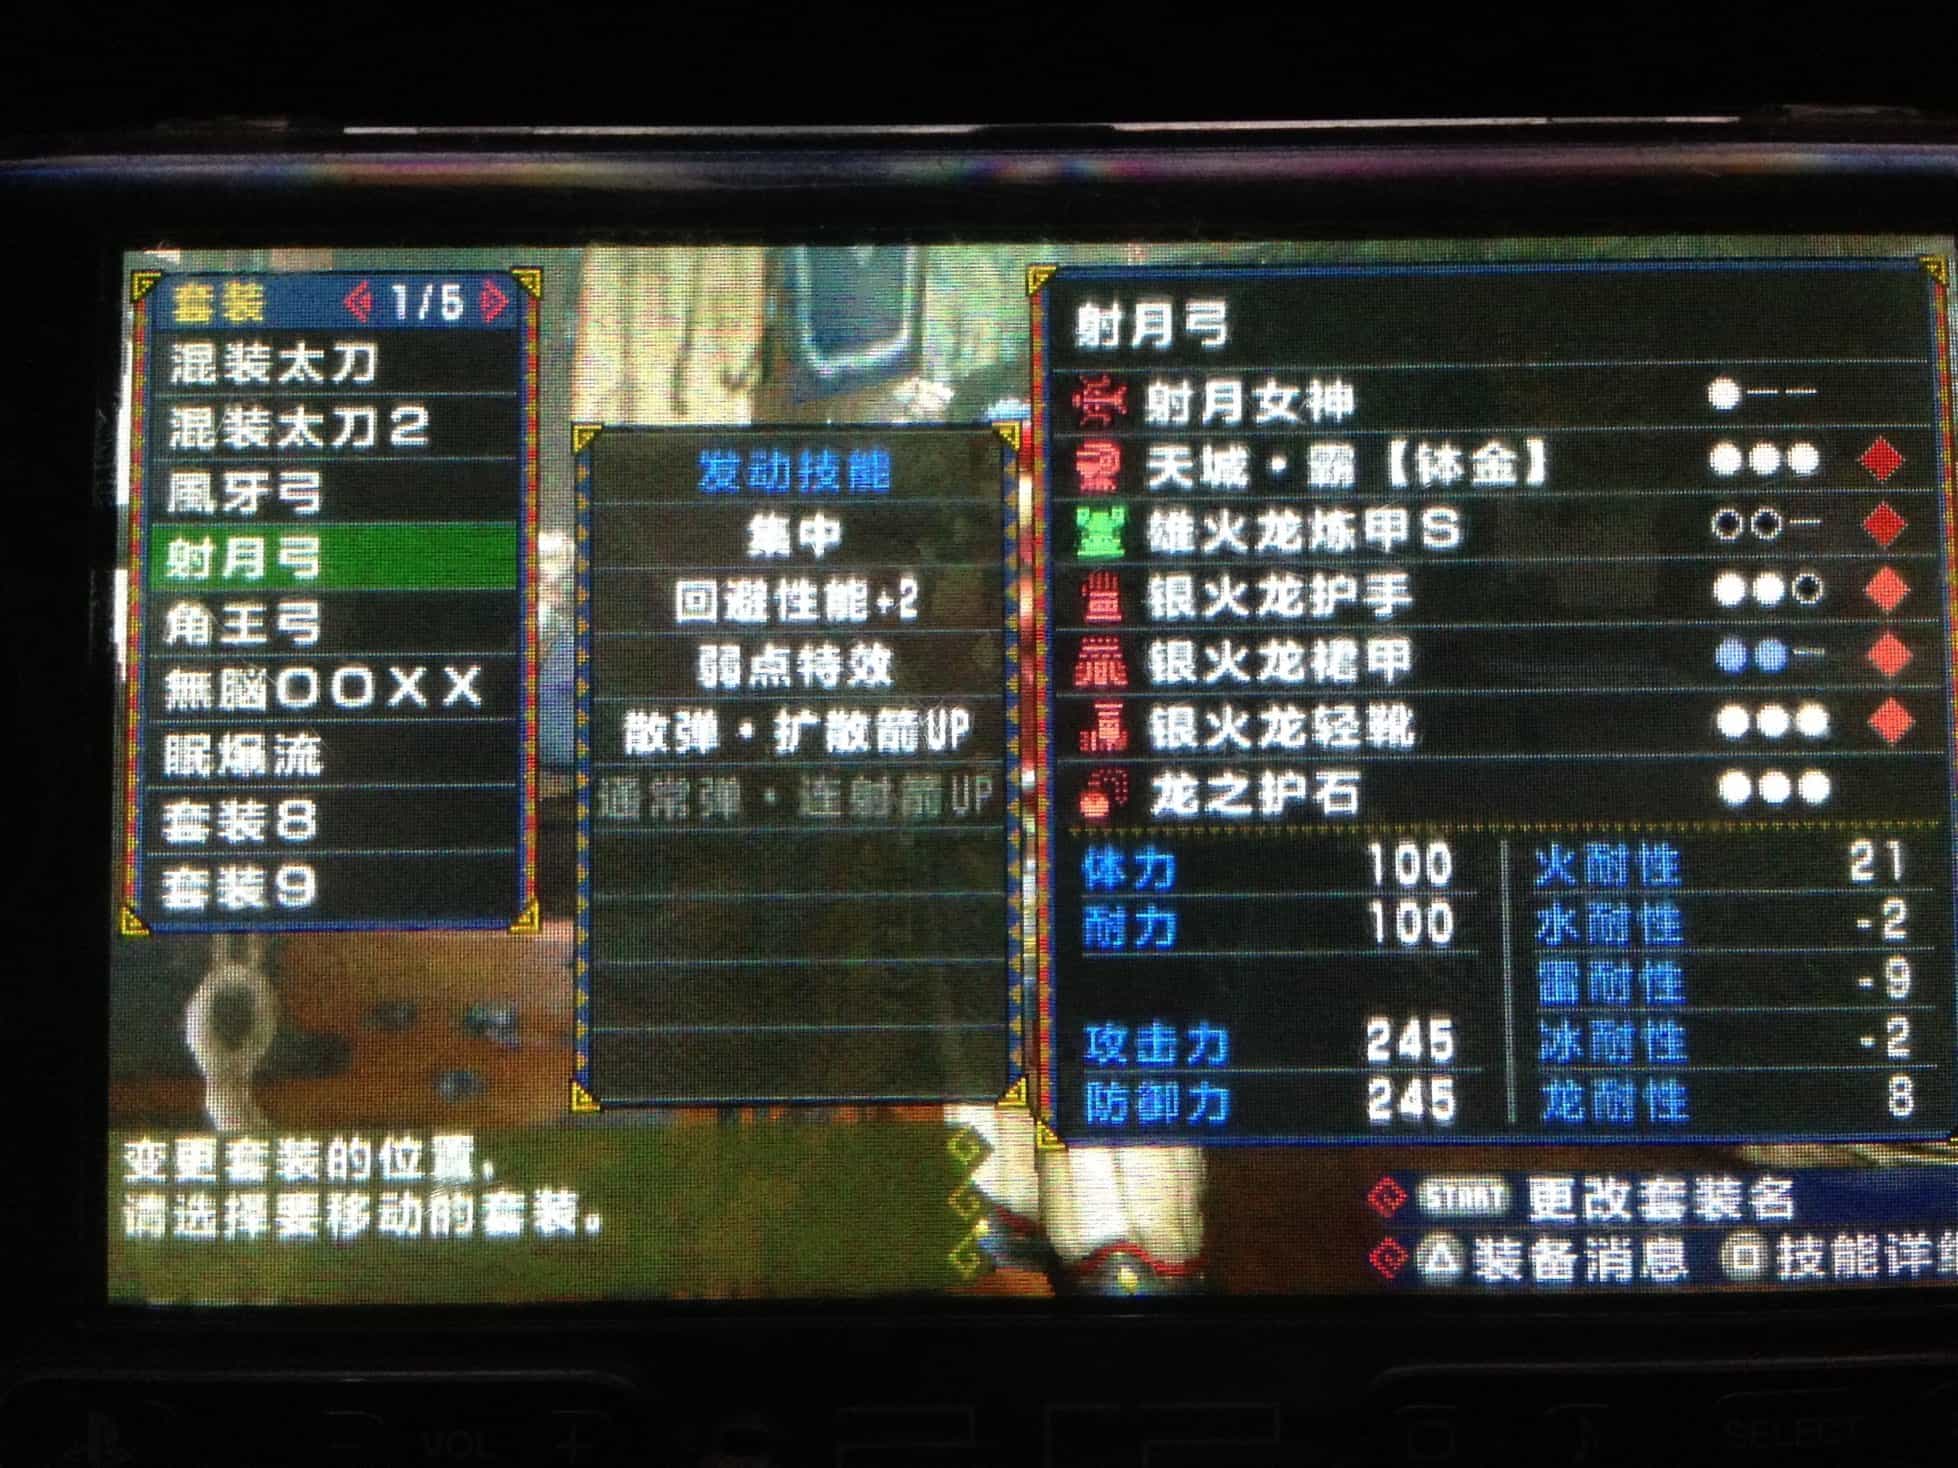 套装 1/5
混装太刀
混装太刀2
風牙弓
射月弓
角王弓
無脳OOXX
眠爆流
套装8
套装9
发动技能
集中
回避性能+2
弱点特效
散弹・扩散箭UP
通常弹・连射箭UP
射月弓
射月女神
天城・霸【钵金】
雄火龙炼甲S
银火龙护手
银火龙裙甲
银火龙轻靴
龙之护石
体力 100
耐力 100
攻击力 245
防御力 245
火耐性 21
水耐性 -2
雷耐性 -9
冰耐性 -2
龙耐性 8
变更套装的位置，
请选择要移动的套装。
START 更改套装名
装备消息 技能详细
VOL
SELECT